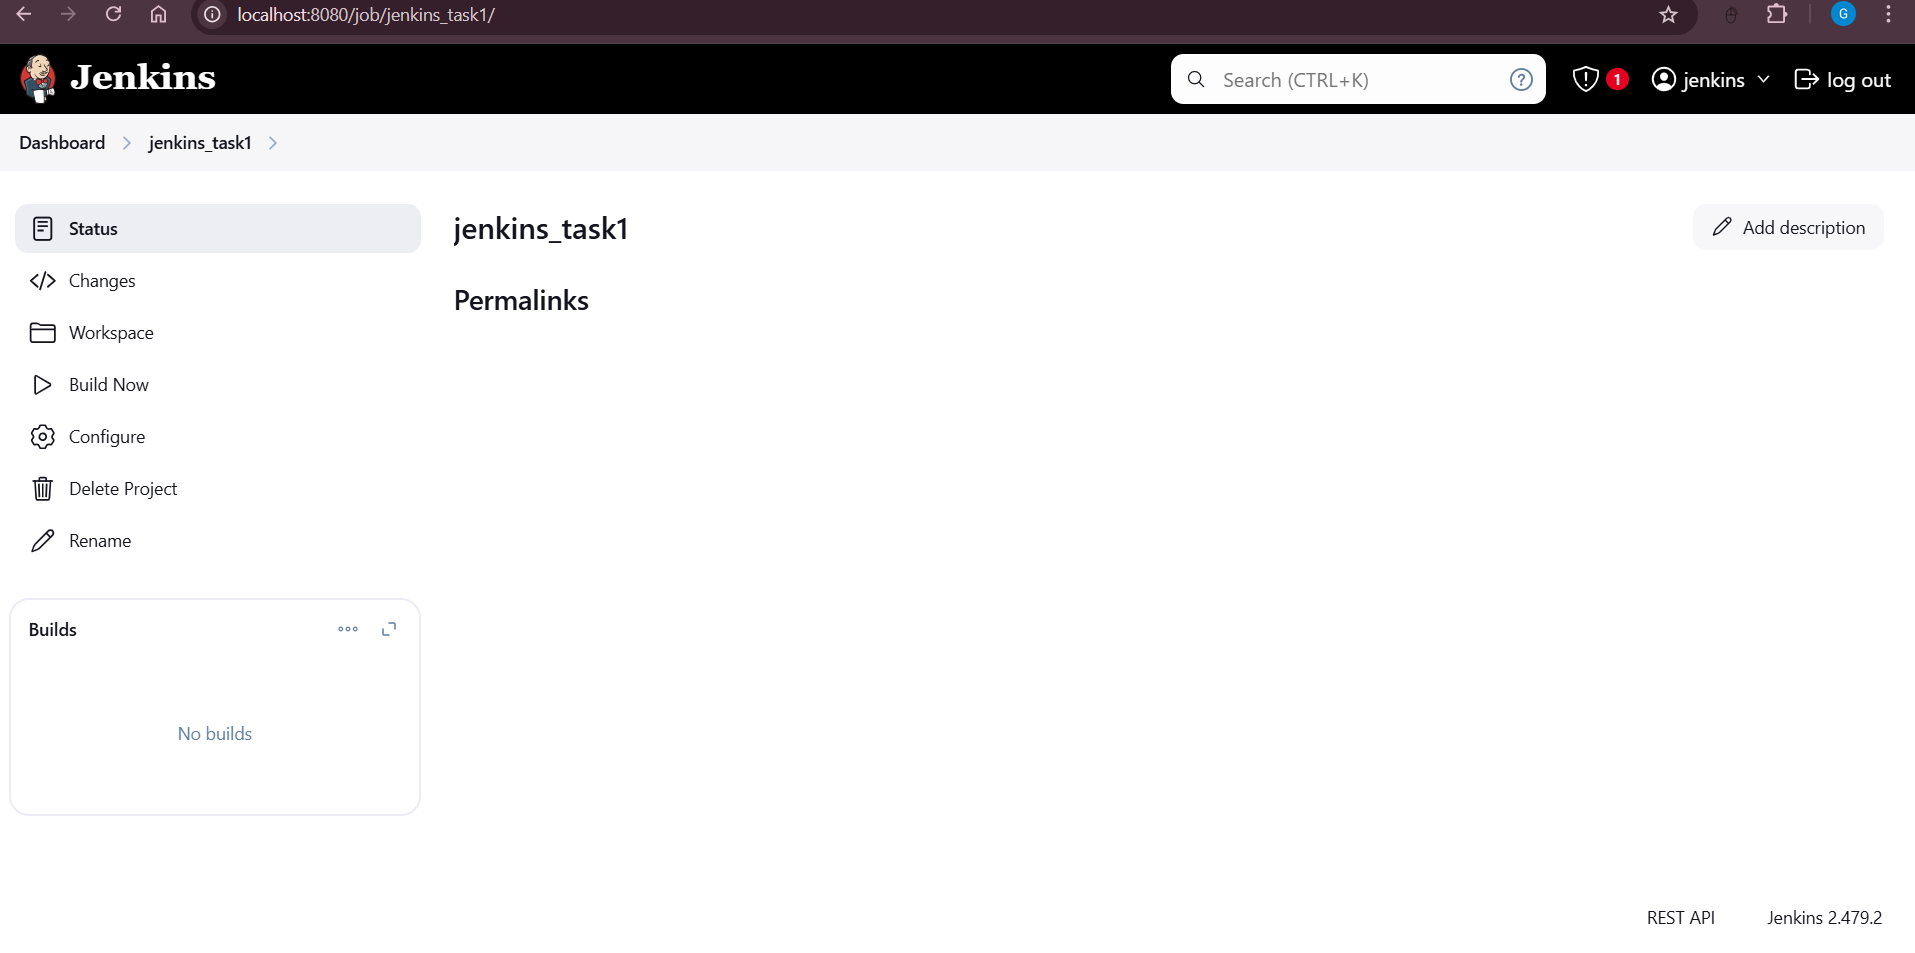 localhost:8080/job/jenkins_task1/
G
Jenkins
Search (CTRL+K)
?
1
jenkins
log out
Dashboard
jenkins_task1
Status
Changes
Workspace
Build Now
Configure
Delete Project
Rename
jenkins_task1
Add description
Permalinks
Builds
No builds
REST API
Jenkins 2.479.2